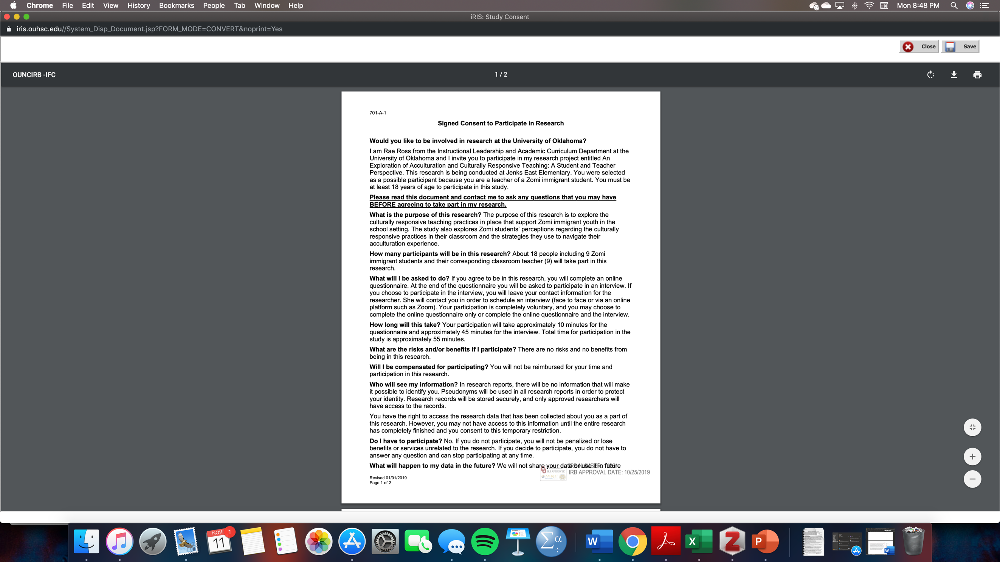 Chrome File Edit View History Bookmarks People Tab Window Help Mon 8:48 PM
iRIS: Study Consent
iris.ouhsc.edu//System_Disp_Document.jsp?FORM_MODE=CONVERT&noprint=Yes
Close Save
OUNCIRB -IFC 1 / 2
701-A-1
Signed Consent to Participate in Research
Would you like to be involved in research at the University of Oklahoma?
I am Rae Ross from the Instructional Leadership and Academic Curriculum Department at the
University of Oklahoma and I invite you to participate in my research project entitled An
Exploration of Acculturation and Culturally Responsive Teaching: A Student and Teacher
Perspective. This research is being conducted at Jenks East Elementary. You were selected
as a possible participant because you are a teacher of a Zomi immigrant student. You must be
at least 18 years of age to participate in this study.
Please read this document and contact me to ask any questions that you may have
BEFORE agreeing to take part in my research.
What is the purpose of this research? The purpose of this research is to explore the
culturally responsive teaching practices in place that support Zomi immigrant youth in the
school setting. The study also explores Zomi students' perceptions regarding the culturally
responsive practices in their classroom and the strategies they use to navigate their
acculturation experience.
How many participants will be in this research? About 18 people including 9 Zomi
immigrant students and their corresponding classroom teacher (9) will take part in this
research.
What will I be asked to do? If you agree to be in this research, you will complete an online
questionnaire. At the end of the questionnaire you will be asked to participate in an interview. If
you choose to participate in the interview, you will leave your contact information for the
researcher. She will contact you in order to schedule an interview (face to face or via an online
platform such as Zoom). Your participation is completely voluntary, and you may choose to
complete the online questionnaire only or complete the online questionnaire and the interview.
How long will this take? Your participation will take approximately 10 minutes for the
questionnaire and approximately 45 minutes for the interview. Total time for participation in the
study is approximately 55 minutes.
What are the risks and/or benefits if I participate? There are no risks and no benefits from
being in this research.
Will I be compensated for participating? You will not be reimbursed for your time and
participation in this research.
Who will see my information? In research reports, there will be no information that will make
it possible to identify you. Pseudonyms will be used in all research reports in order to protect
your identity. Research records will be stored securely, and only approved researchers will
have access to the records.
You have the right to access the research data that has been collected about you as a part of
this research. However, you may not have access to this information until the entire research
has completely finished and you consent to this temporary restriction.
Do I have to participate? No. If you do not participate, you will not be penalized or lose
benefits or services unrelated to the research. If you decide to participate, you do not have to
answer any question and can stop participating at any time.
What will happen to my data in the future? We will not share your data or use it in future
IRB NUMBER:
IRB APPROVED
IRB APPROVAL DATE: 10/25/2019
Revised 01/01/2019
Page 1 of 2
NOV
11
1
W
X
Z
P